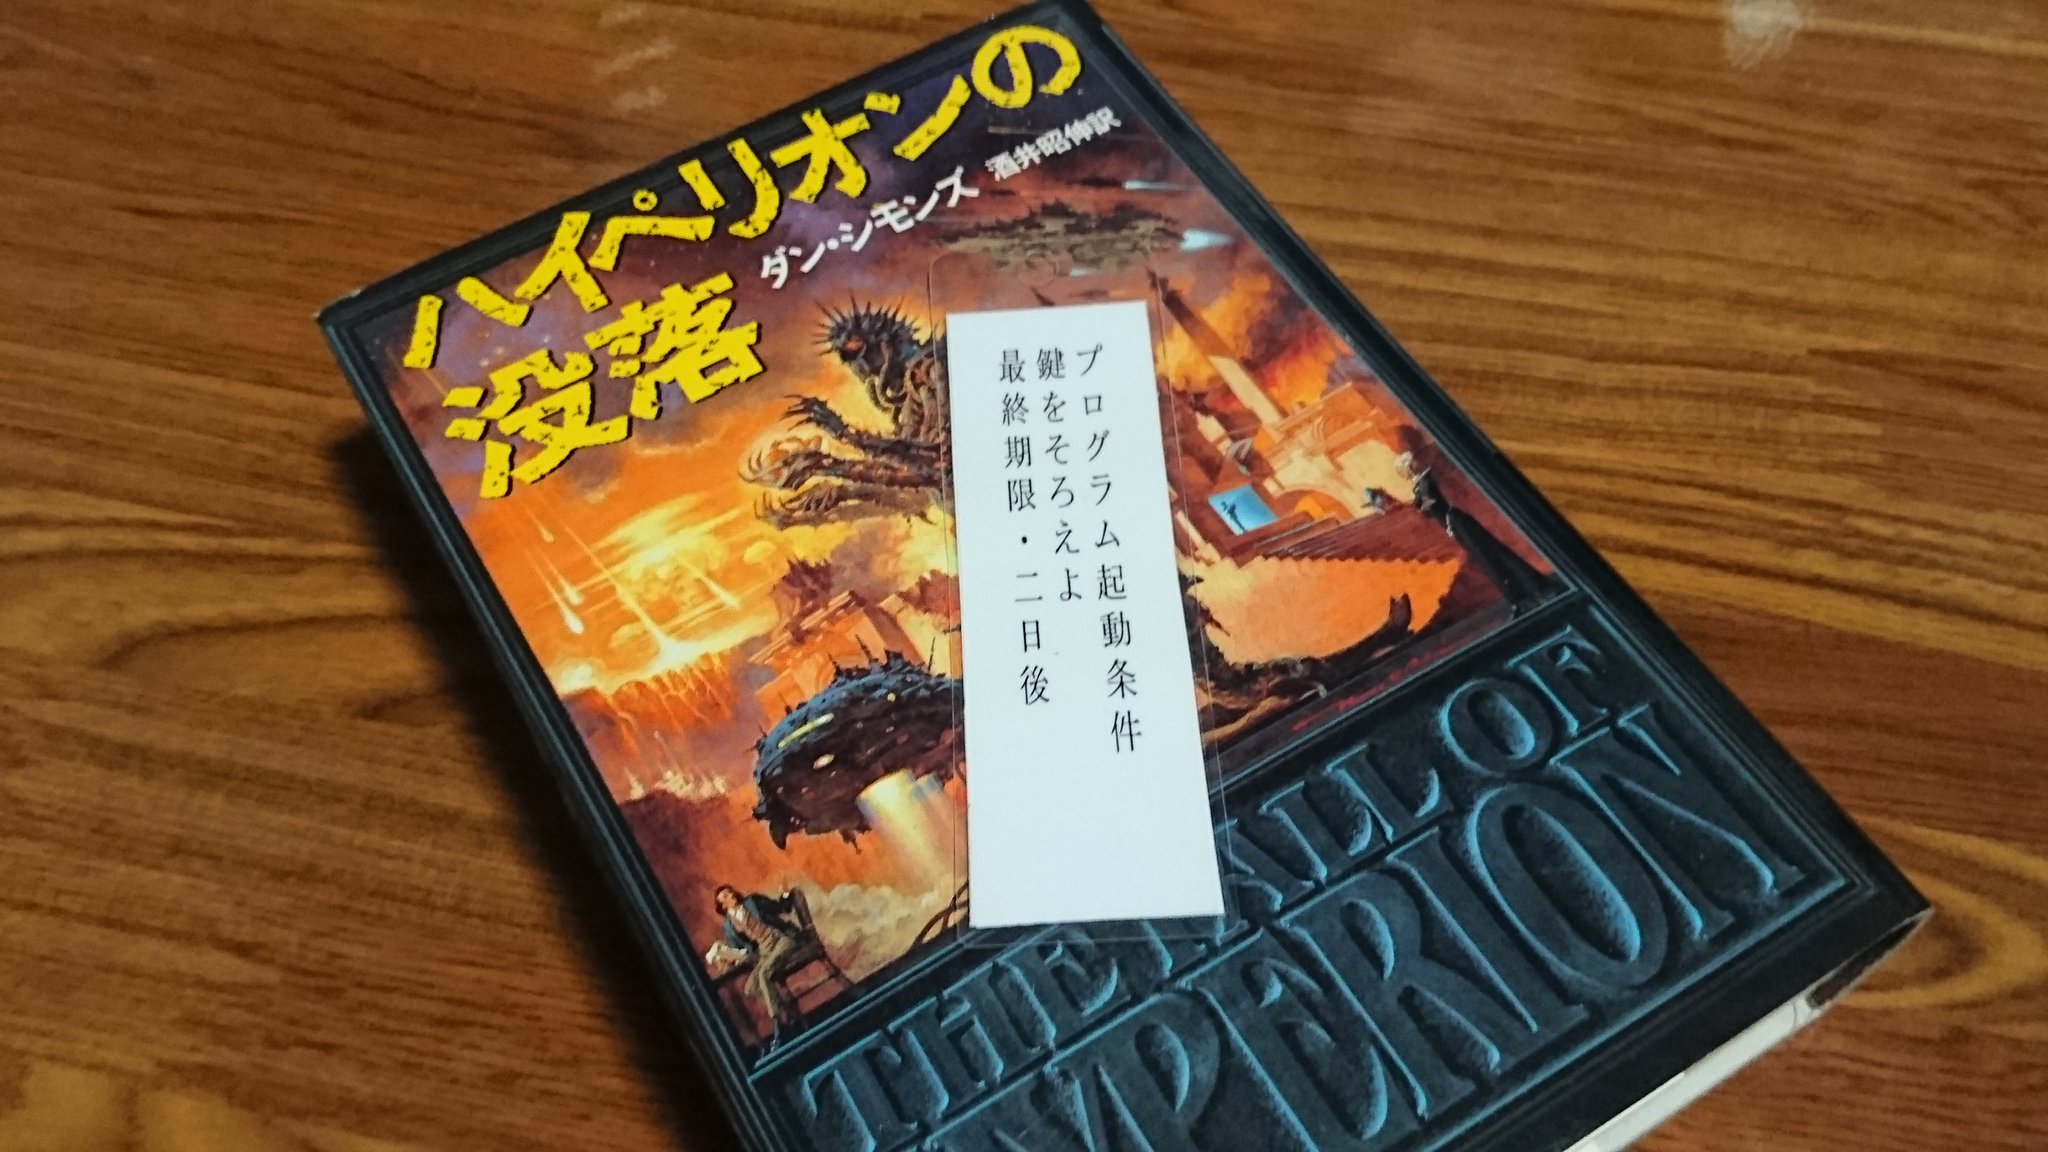 ハイペリオンの
没落
ダン・シモンズ 酒井昭伸訳
プログラム起動条件
鍵をそろえよ
最終期限・二日後
THE FALL OF
HYPERION